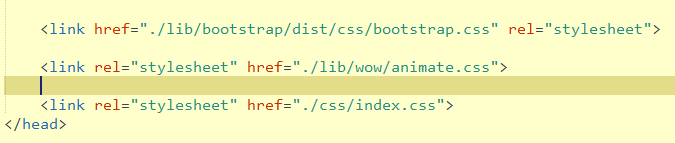 <link href="./lib/bootstrap/dist/css/bootstrap.css" rel="stylesheet">
<link rel="stylesheet" href="./lib/wow/animate.css">
<link rel="stylesheet" href="./css/index.css">
</head>